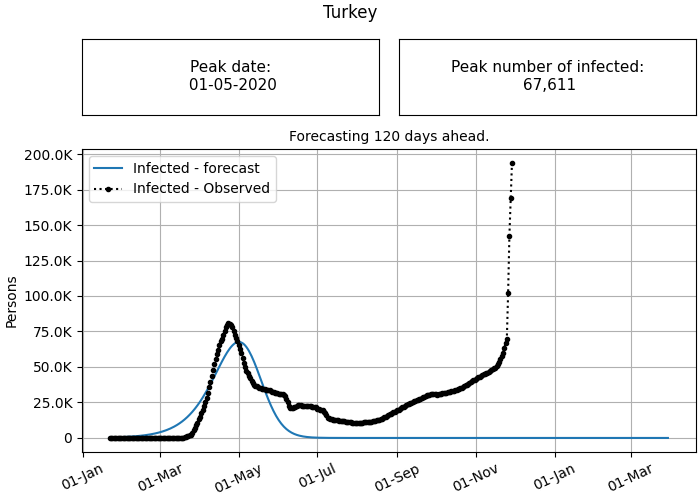 Turkey
Peak date:
01-05-2020
Peak number of infected:
67,611
Forecasting 120 days ahead.
Infected - forecast
Infected - Observed
Persons
200.0K
175.0K
150.0K
125.0K
100.0K
75.0K
50.0K
25.0K
0
01-Jan
01-Mar
01-May
01-Jul
01-Sep
01-Nov
01-Jan
01-Mar